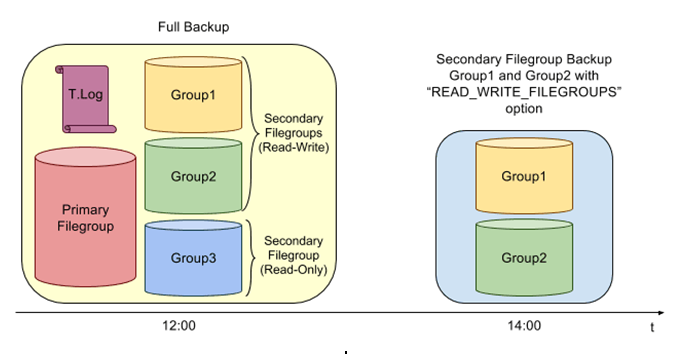 Full Backup
T.Log
Group1
Group2
Primary
Filegroup
Group3
Secondary
Filegroups
(Read-Write)
Secondary
Filegroup
(Read-Only)
Secondary Filegroup Backup
Group1 and Group2 with
“READ_WRITE_FILEGROUPS”
option
Group1
Group2
12:00
14:00
t